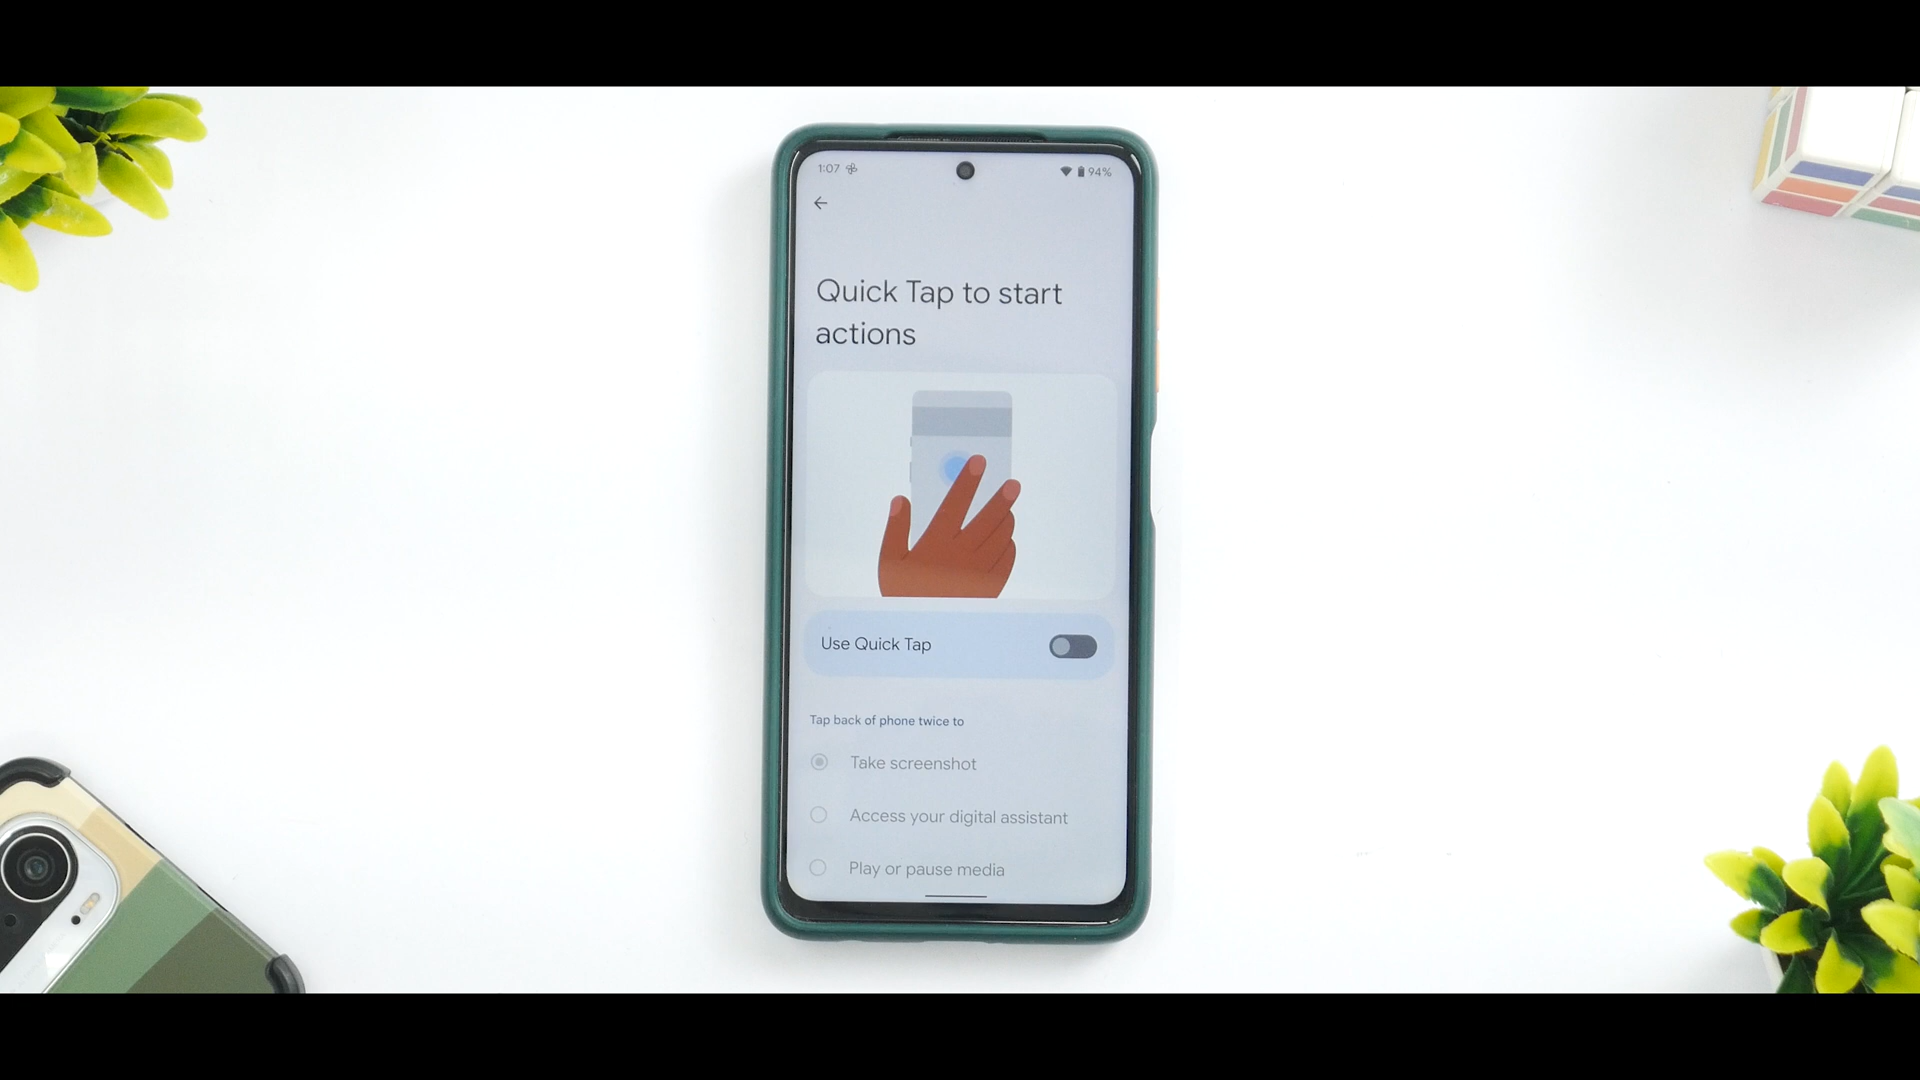 1:07
94%
Quick Tap to start
actions
Use Quick Tap
Tap back of phone twice to
Take screenshot
Access your digital assistant
Play or pause media